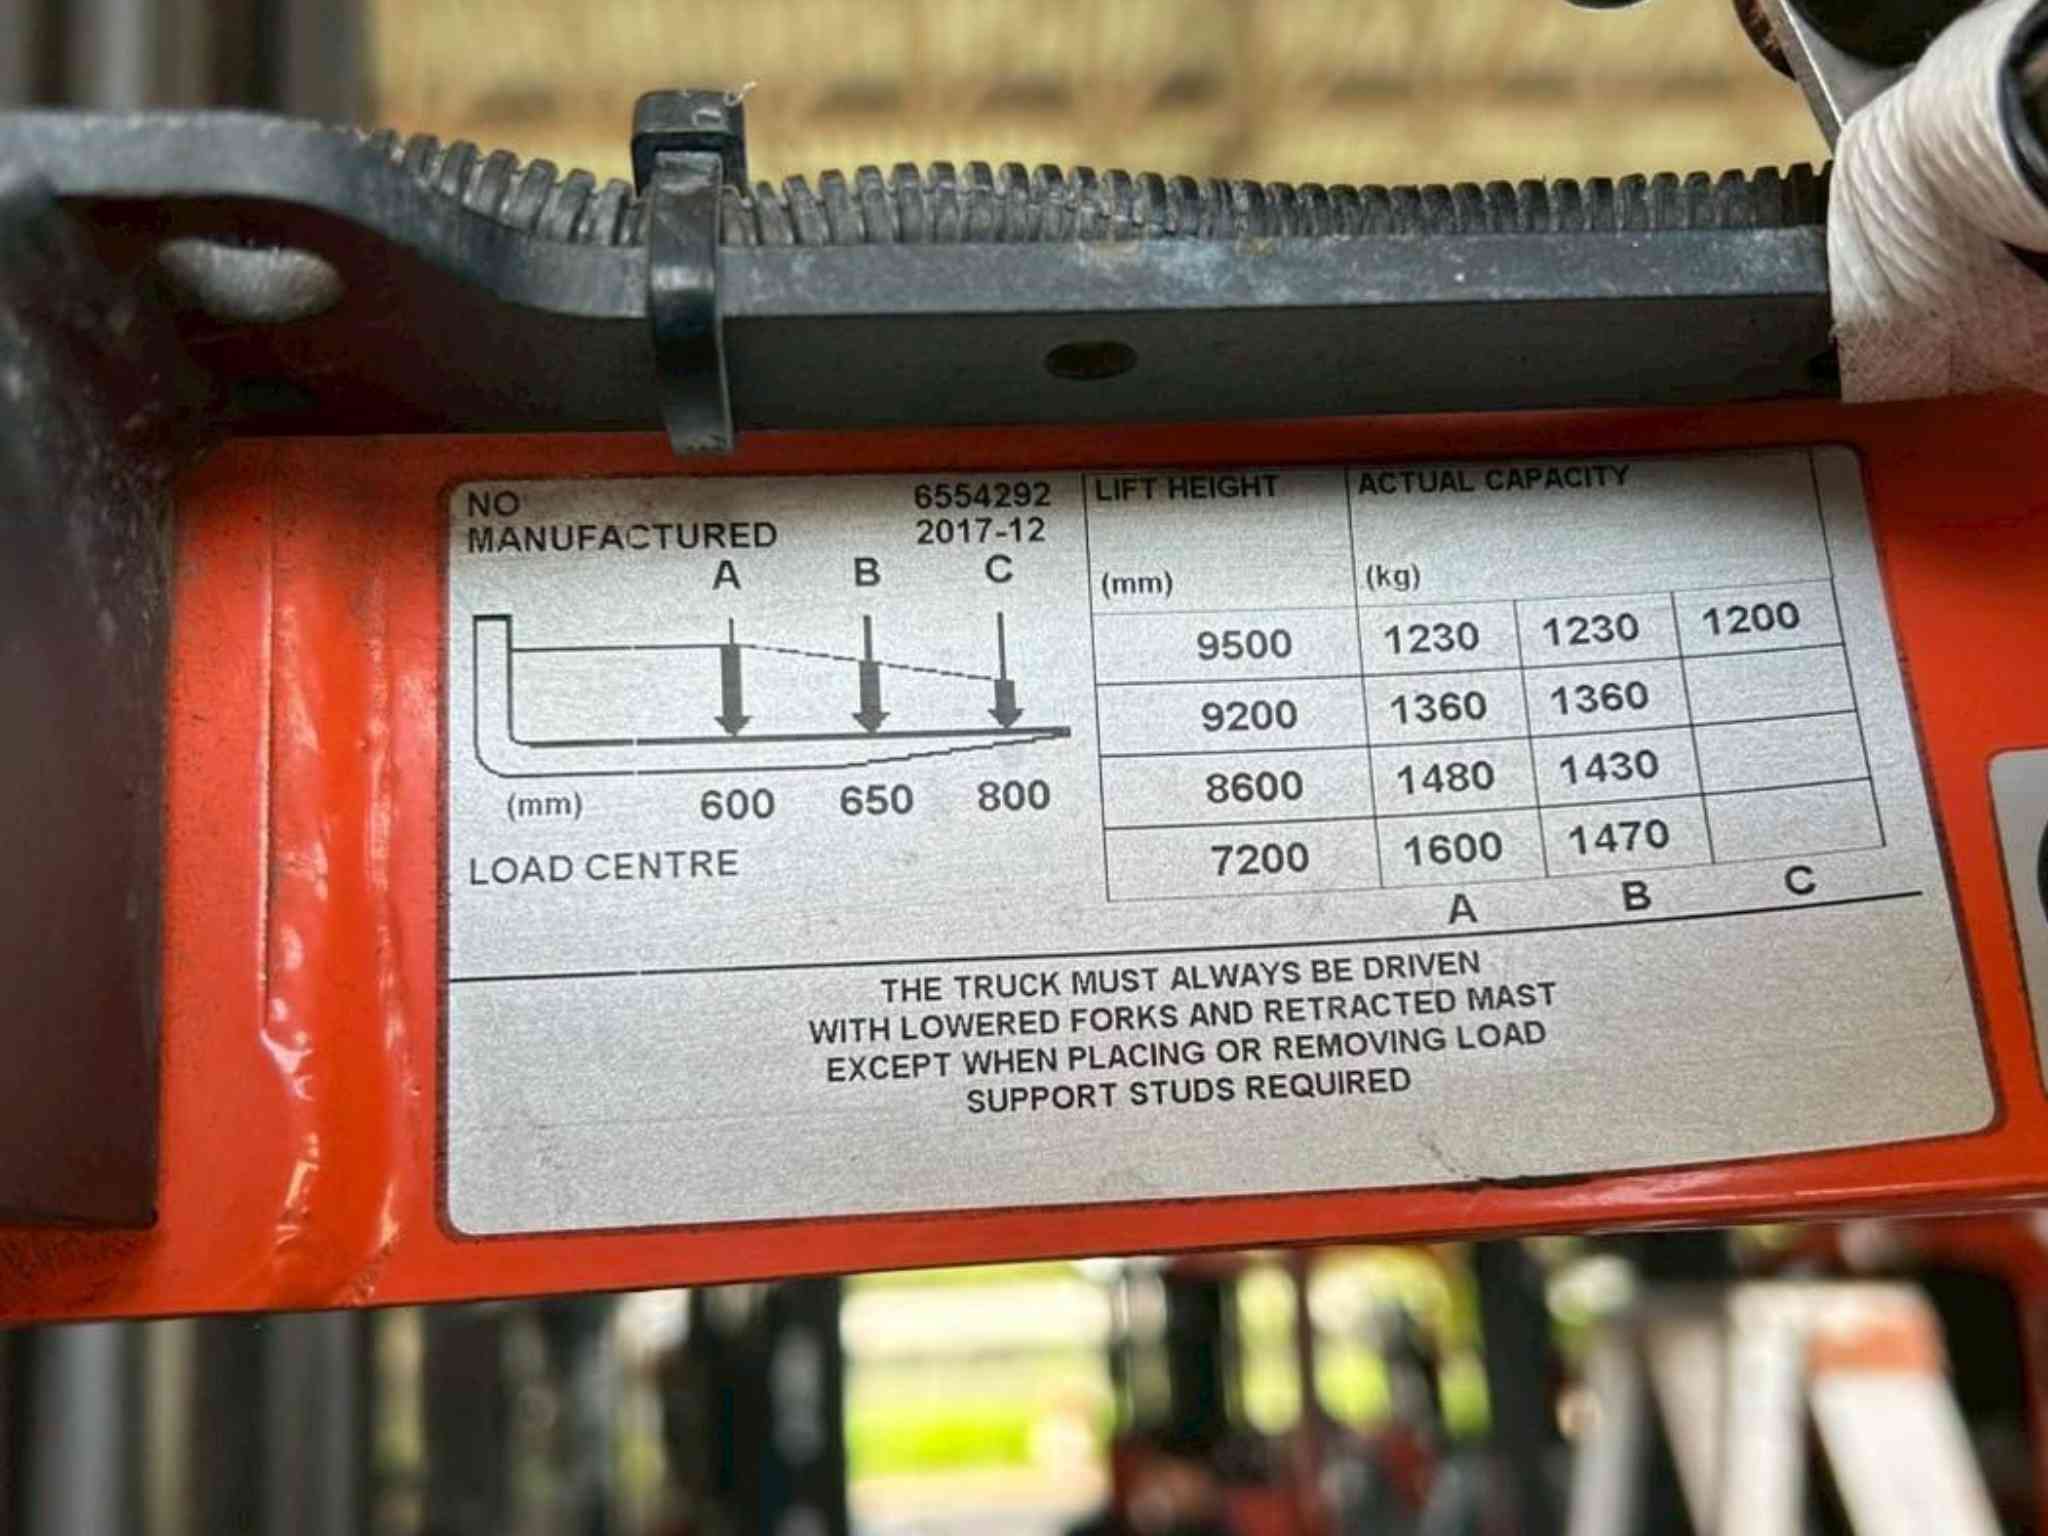 NO 6554292
MANUFACTURED 2017-12
A B C
(mm) 600 650 800
LOAD CENTRE
LIFT HEIGHT ACTUAL CAPACITY
(mm) (kg)
9500 1230 1230 1200
9200 1360 1360
8600 1480 1430
7200 1600 1470
A B C
THE TRUCK MUST ALWAYS BE DRIVEN
WITH LOWERED FORKS AND RETRACTED MAST
EXCEPT WHEN PLACING OR REMOVING LOAD
SUPPORT STUDS REQUIRED